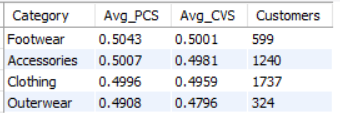 Category Avg_PCS Avg_CVS Customers
Footwear 0.5043 0.5001 599
Accessories 0.5007 0.4981 1240
Clothing 0.4996 0.4959 1737
Outerwear 0.4908 0.4796 324